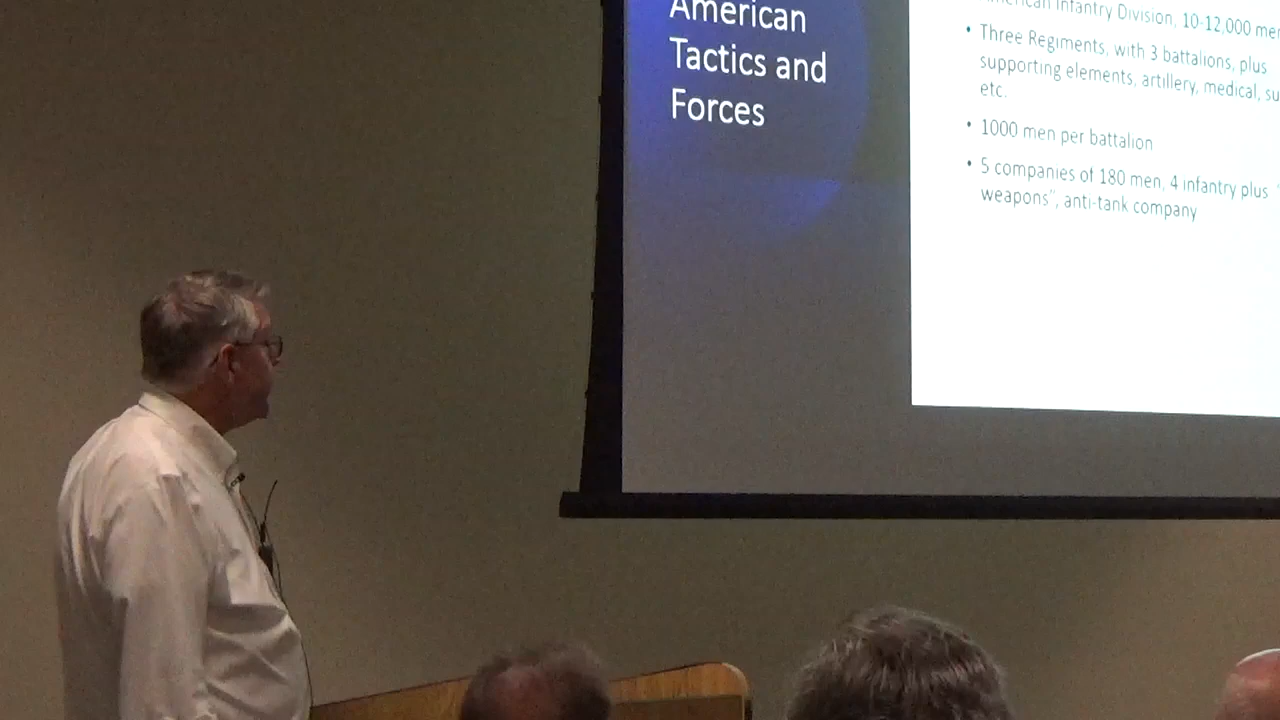 American
Tactics and
Forces
American Infantry Division, 10-12,000 men
• Three Regiments, with 3 battalions, plus
supporting elements, artillery, medical, su
etc.
• 1000 men per battalion
• 5 companies of 180 men, 4 infantry plus "
weapons", anti-tank company